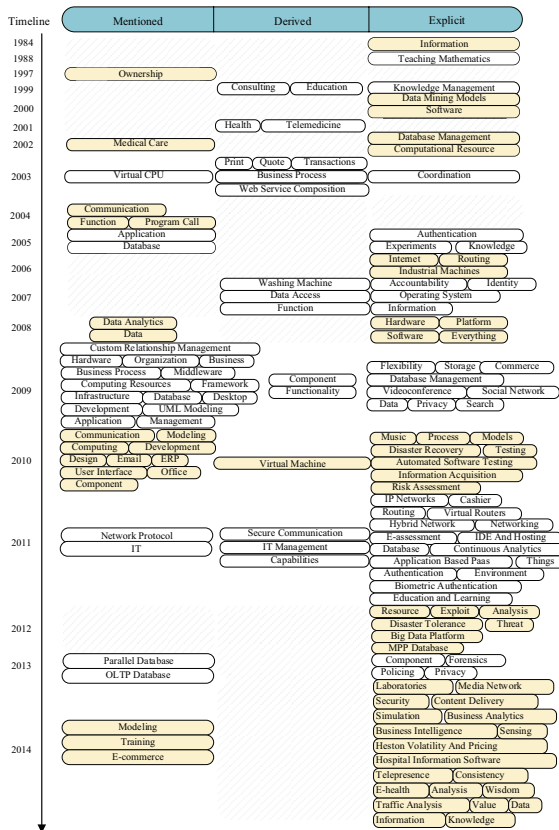 Timeline Mentioned Derived Explicit
1984 Information
1988 Teaching Mathematics
1997 Ownership
1999 Consulting Education Knowledge Management
Data Mining Models
2000 Software
2001 Health Telemedicine
2002 Medical Care Database Management
Computational Resource
Print Quote Transactions
2003 Virtual CPU Business Process Coordination
Web Service Composition
2004 Communication
Function Program Call
Application Authentication
2005 Database Experiments Knowledge
2006 Internet Routing
Industrial Machines
Washing Machine Accountability Identity
2007 Data Access Operating System
Function Information
2008 Data Analytics Hardware Platform
Data Software Everything
Custom Relationship Management
Hardware Organization Business Flexibility Storage Commerce
Business Process Middleware Database Management
2009 Computing Resources Framework Component Videoconference Social Network
Infrastructure Database Desktop Functionality Data Privacy Search
Development UML Modeling
Application Management
Communication Modeling Music Process Models
Computing Development Disaster Recovery Testing
2010 Design Email ERP Virtual Machine Automated Software Testing
User Interface Office Information Acquisition
Component Risk Assessment
IP Networks Cashier
Routing Virtual Routers
Hybrid Network Networking
2011 Network Protocol Secure Communication E-assessment IDE And Hosting
IT IT Management Database Continuous Analytics
Capabilities Application Based Paas Things
Authentication Environment
Biometric Authentication
Education and Learning
Resource Exploit Analysis
2012 Disaster Tolerance Threat
Big Data Platform
MPP Database
2013 Parallel Database Component Forensics
OLTP Database Policing Privacy
Laboratories Media Network
Security Content Delivery
Simulation Business Analytics
Modeling Business Intelligence Sensing
2014 Training Heston Volatility And Pricing
E-commerce Hospital Information Software
Telepresence Consistency
E-health Analysis Wisdom
Traffic Analysis Value Data
Information Knowledge